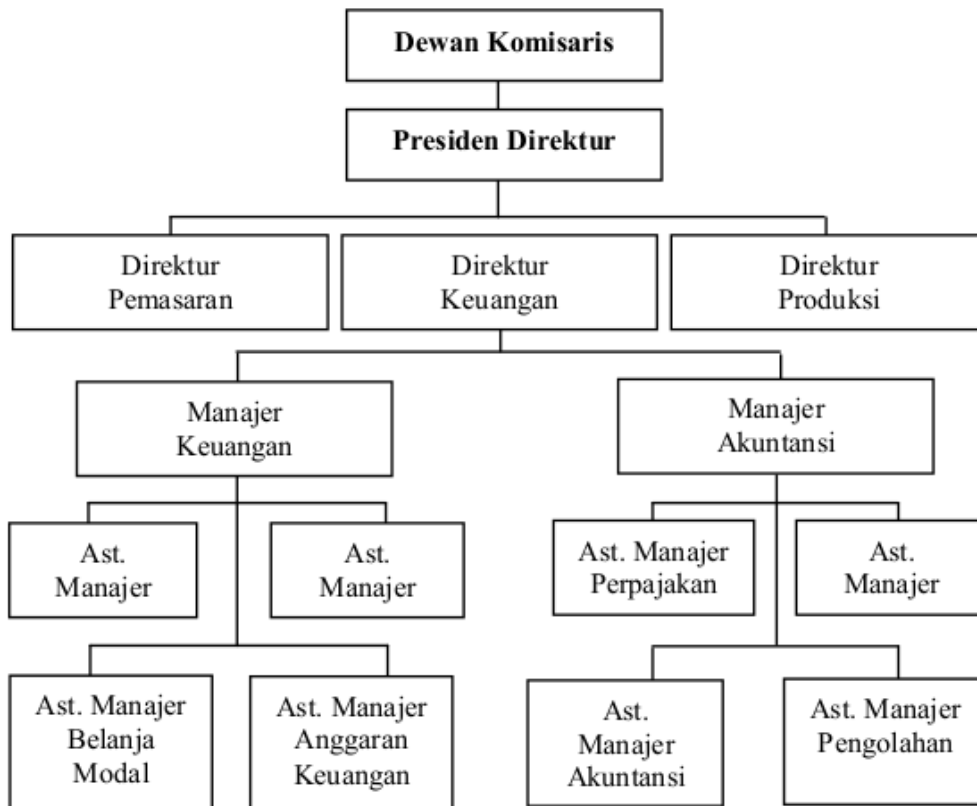 Dewan Komisaris
Presiden Direktur
Direktur
Pemasaran
Direktur
Keuangan
Direktur
Produksi
Manajer
Keuangan
Manajer
Akuntansi
Ast.
Manajer
Ast.
Manajer
Ast. Manajer
Perpajakan
Ast.
Manajer
Ast. Manajer
Belanja
Modal
Ast. Manajer
Anggaran
Keuangan
Ast.
Manajer
Akuntansi
Ast. Manajer
Pengolahan